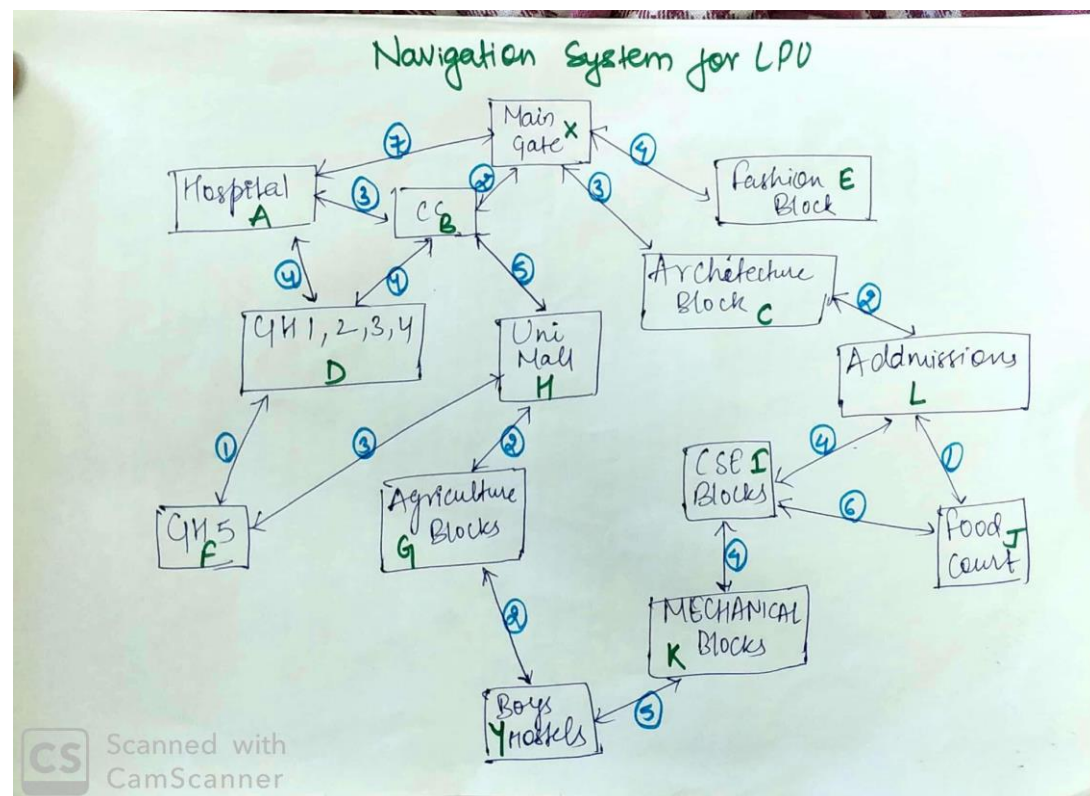 Navigation System for LPU
Main
Gate X
7
4
Hospital
A
3
CC
B
2
3
Fashion E
Block
4
4
5
Architecture
Block C
2
GH 1, 2, 3, 4
D
Uni
Mall
H
Addmissions
L
1
3
2
CSE I
Blocks
4
1
GH 5
F
Agriculture
Blocks
G
6
Food J
Court
4
2
MECHANICAL
K Blocks
Boys
Y Hostels
5
CS Scanned with
CamScanner